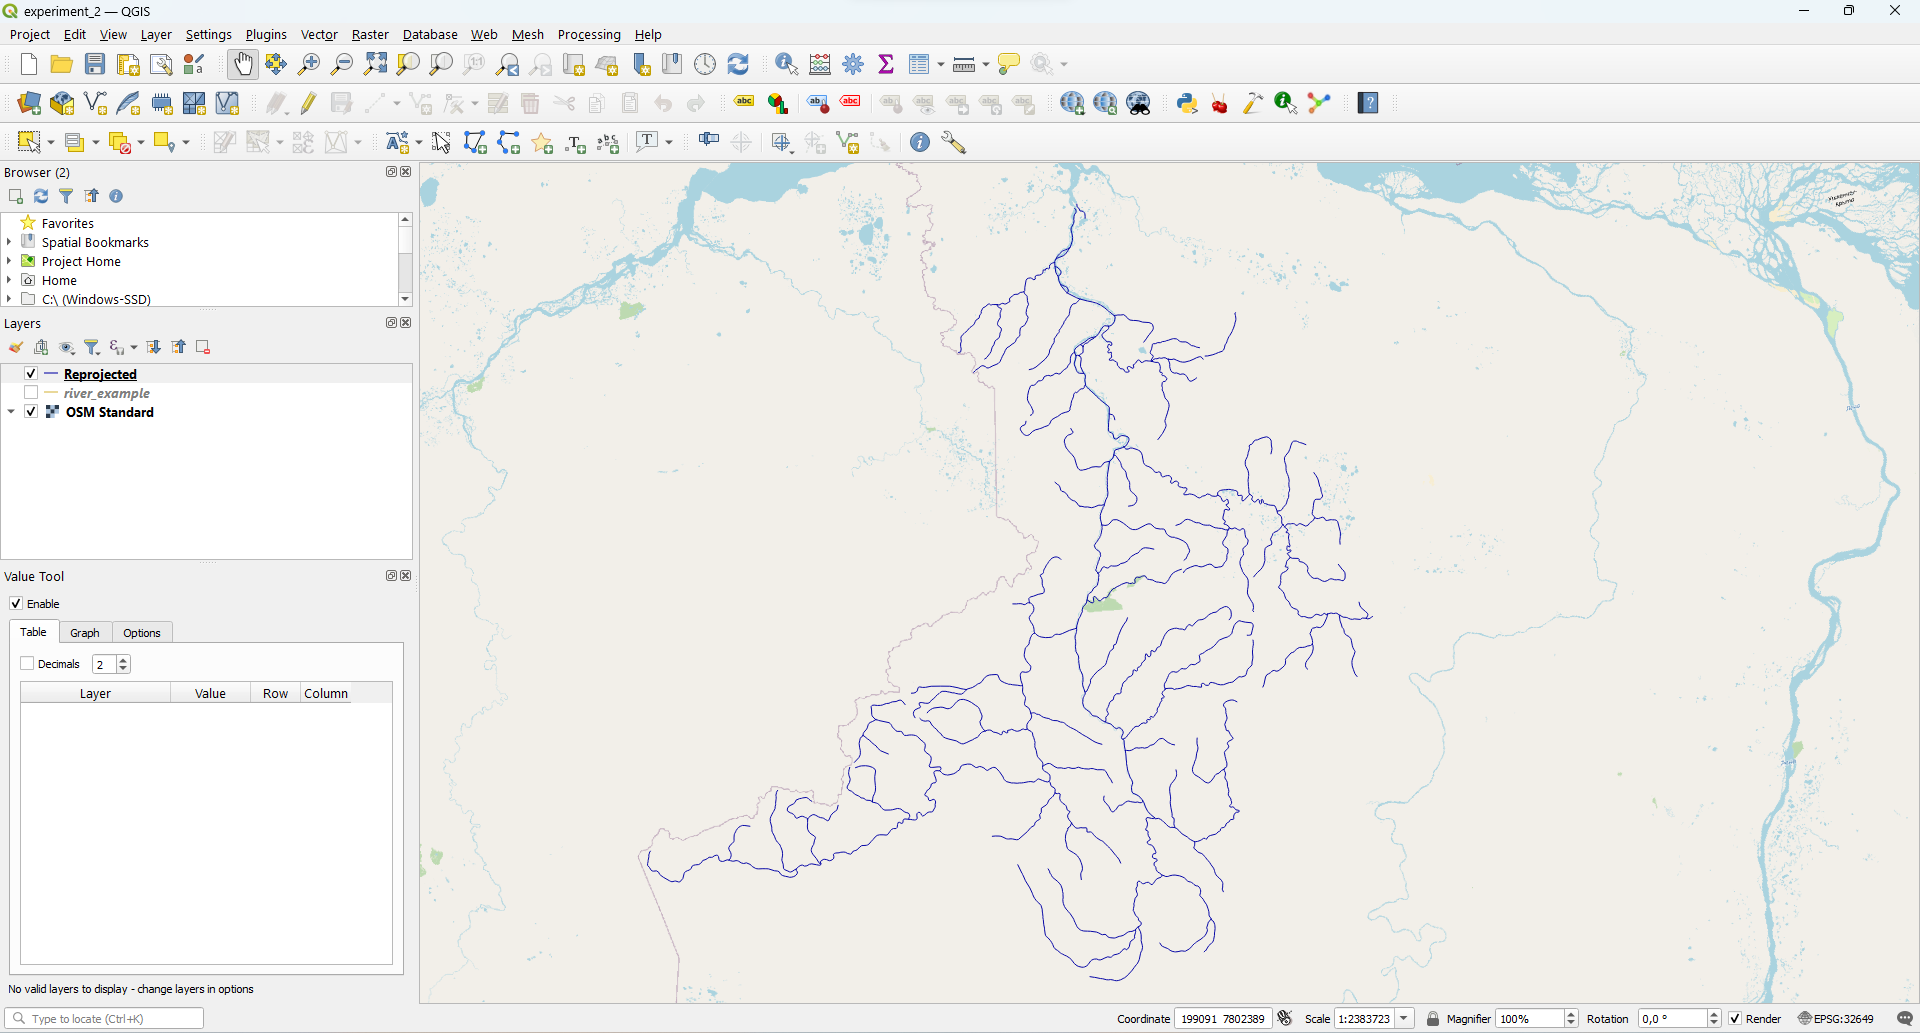 experiment_2 — QGIS
Project Edit View Layer Settings Plugins Vector Raster Database Web Mesh Processing Help
Browser (2)
Favorites
Spatial Bookmarks
Project Home
Home
C:\ (Windows-SSD)
Layers
Reprojected
river_example
OSM Standard
Value Tool
Enable
Table Graph Options
Decimals 2
Layer Value Row Column
No valid layers to display - change layers in options
Type to locate (Ctrl+K)
Coordinate 199091 7802389 Scale 1:2383723 Magnifier 100% Rotation 0,0 ° Render EPSG:32649